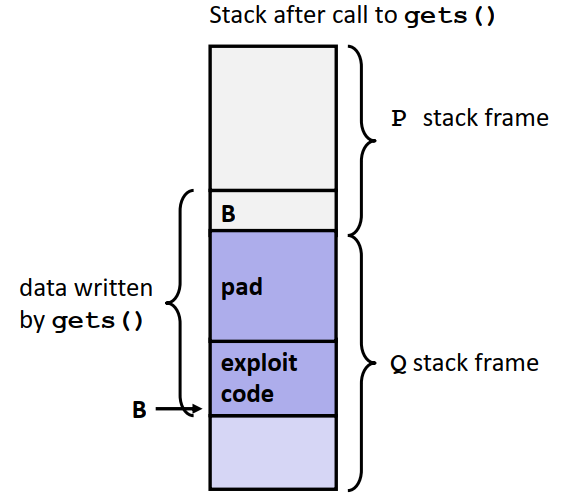 Stack after call to gets()
P stack frame
B
data written
by gets()
pad
exploit
code
Q stack frame
B